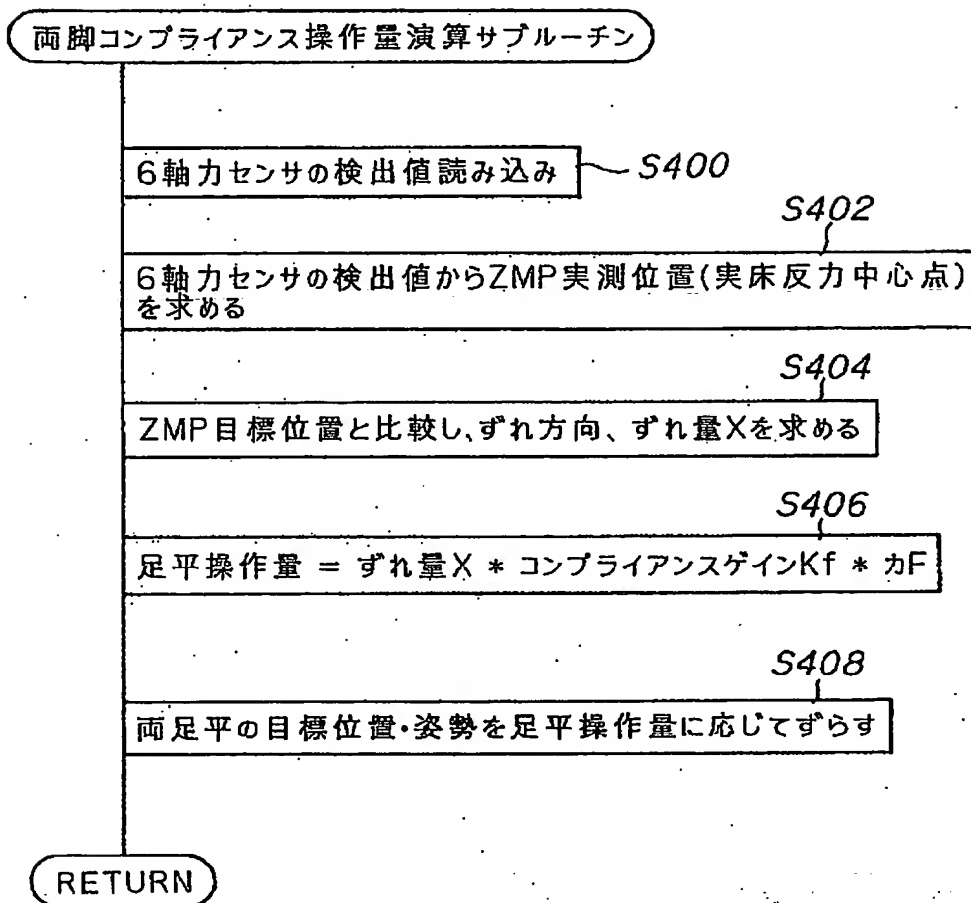 両脚コンプライアンス操作量演算サブルーチン
6軸力センサの検出値読み込み
S400
S402
6軸力センサの検出値からZMP実測位置(実床反力中心点)
を求める
S404
ZMP目標位置と比較し、ずれ方向、ずれ量Xを求める
S406
足平操作量 = ずれ量X * コンプライアンスゲインKf * 力F
S408
両足平の目標位置・姿勢を足平操作量に応じてずらす
RETURN